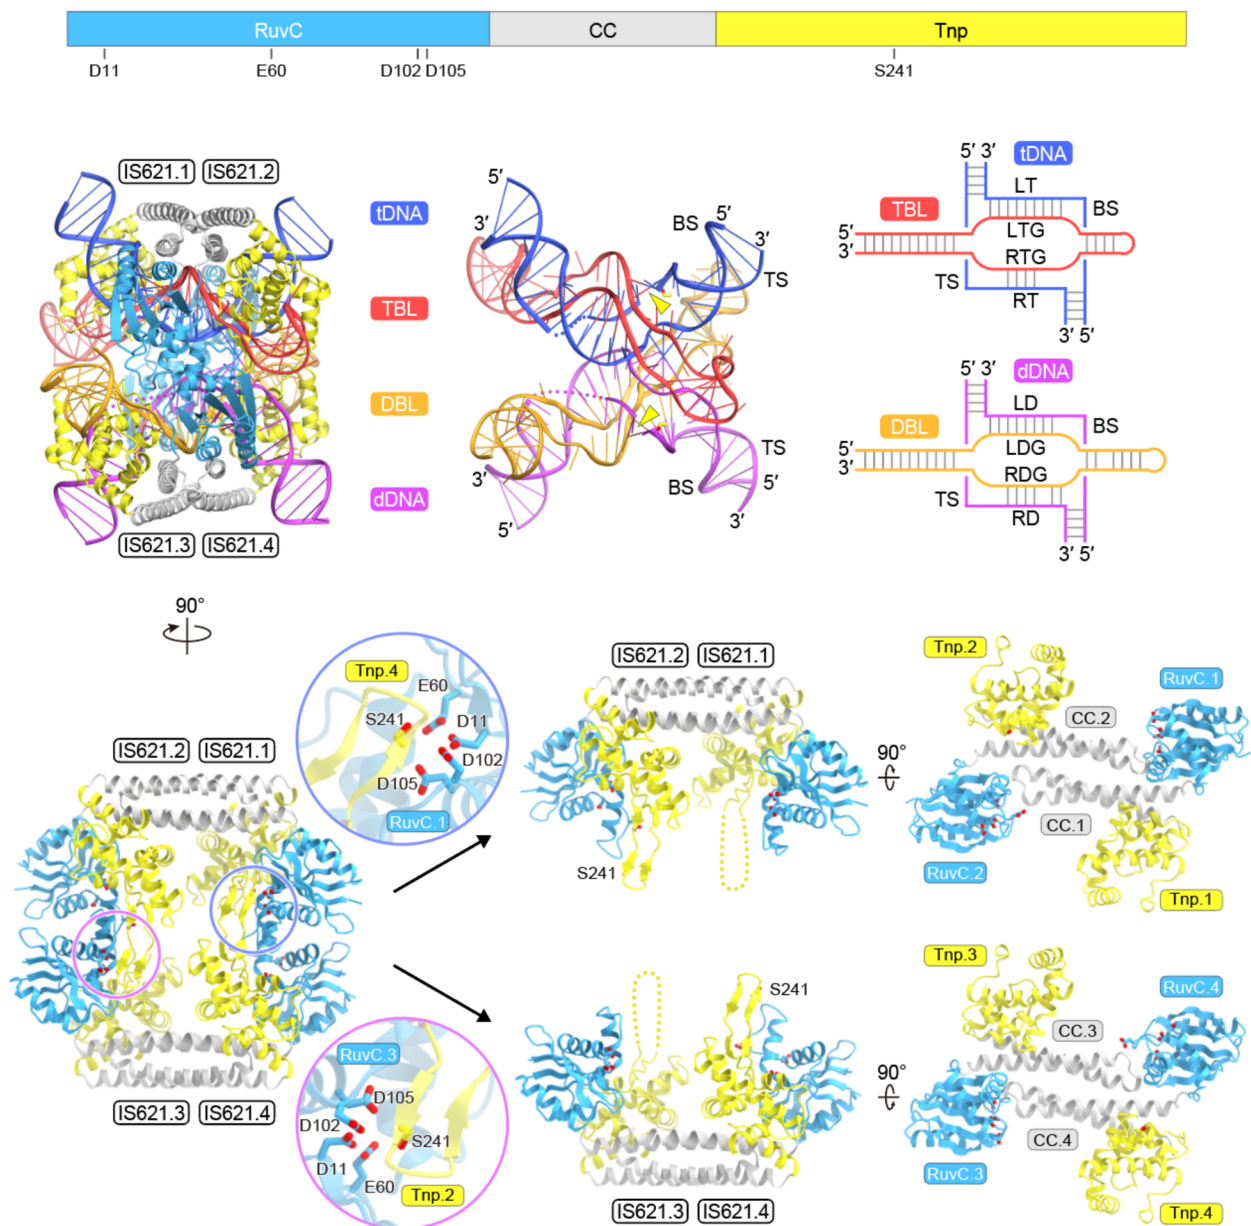 RuvC CC Tnp
D11 E60 D102 D105 S241
IS621.1 IS621.2
tDNA
TBL
DBL
dDNA
IS621.3 IS621.4
5′
3′
BS 5′
3′
TS
3′
5′
TS
BS 5′
3′
5′ 3′ tDNA
LT
TBL BS
5′ LTG
3′ RTG
TS
RT
3′ 5′
5′ 3′ dDNA
LD
DBL BS
5′ LDG
3′ RDG
TS
RD
3′ 5′
90°
IS621.2 IS621.1
IS621.3 IS621.4
Tnp.4
E60
S241
D11
D102
D105
RuvC.1
RuvC.3
D105
D102
S241
D11
E60
Tnp.2
IS621.2 IS621.1
S241
90°
Tnp.2
RuvC.1
CC.2
CC.1
RuvC.2
Tnp.1
S241
IS621.3 IS621.4
90°
Tnp.3
RuvC.4
CC.3
CC.4
RuvC.3
Tnp.4